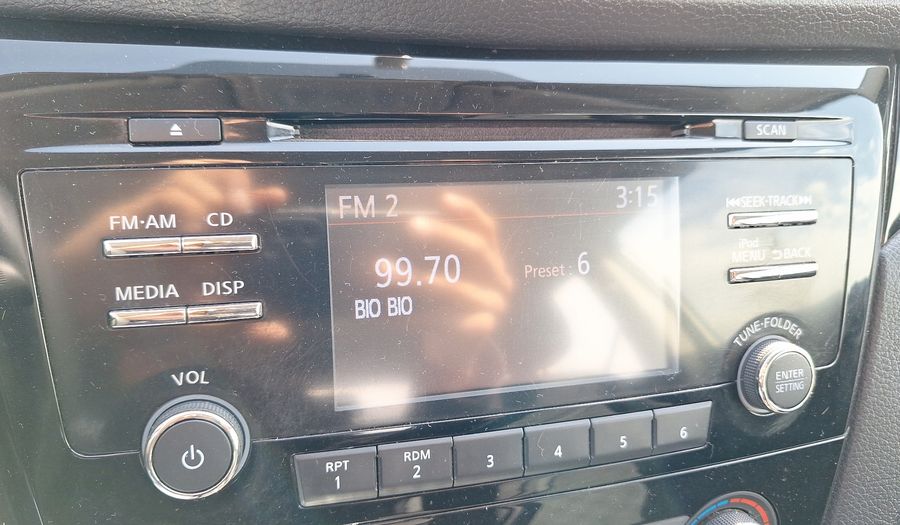 SCAN
FM·AM CD
MEDIA DISP
VOL
FM 2 3:15
99.70 Preset : 6
BIO BIO
SEEK·TRACK
iPod
MENU BACK
TUNE·FOLDER
ENTER
SETTING
RPT
1
RDM
2
3
4
5
6